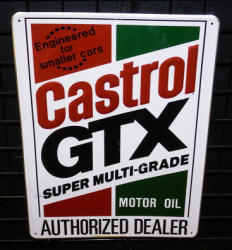 Engineered
for
smaller cars
Castrol
GTX
SUPER MULTI-GRADE
MOTOR OIL
AUTHORIZED DEALER